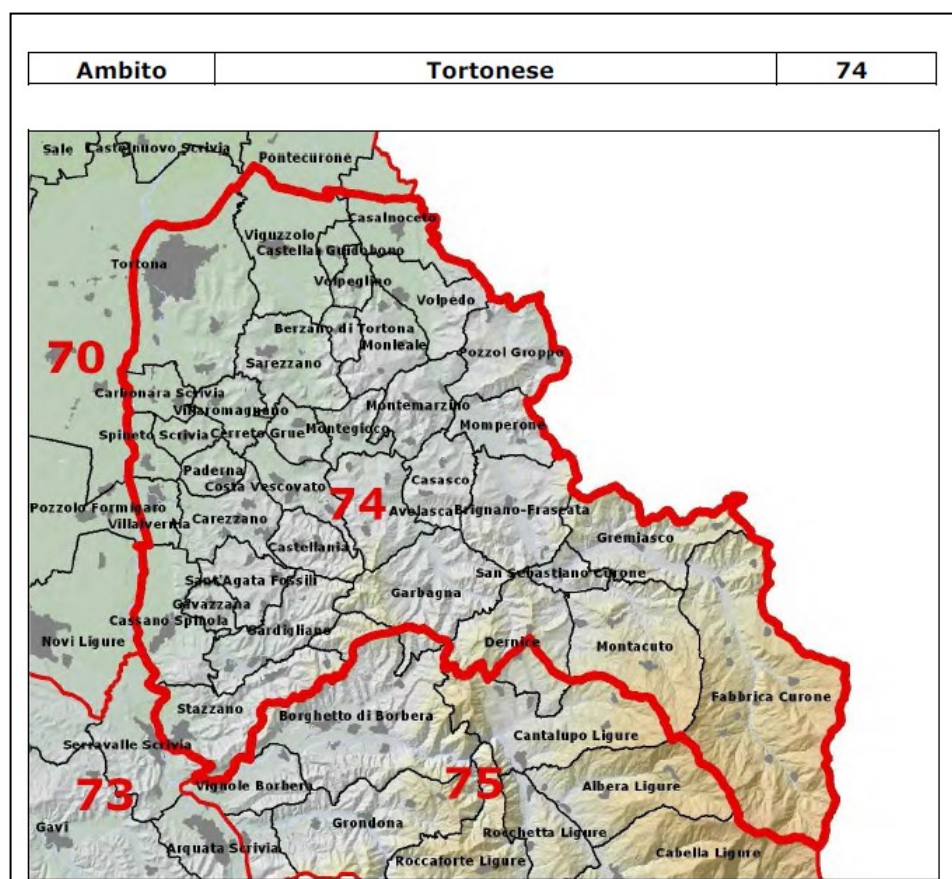 Ambito Tortonese 74
Sale Castelnuovo Scrivia
Pontecurone
Casalnoceto
Viguzzolo
Castellar Guidobono
Tortona
Volpeglino
Volpedo
Berzano di Tortona
Monleale
70
Pozzol Groppo
Sarezzano
Carbonara Scrivia
Villaromagnano
Montemarzino
Momperone
Spineto Scrivia
Cerreto Grue
Montegioco
Paderna
Casasco
Costa Vescovato
74
Pozzolo Formigaro
Villalvernia
Carezzano
Avolasca
Brignano-Frascata
Gremiasco
Castellania
San Sebastiano Curone
Sant'Agata Fossili
Garbagna
Gavazzana
Cassano Spinola
Sardigliano
Novi Ligure
Dernice
Montacuto
Fabbrica Curone
Stazzano
Borghetto di Borbera
Cantalupo Ligure
Serravalle Scrivia
73
Vignole Borbera
75
Albera Ligure
Gavi
Grondona
Rocchetta Ligure
Arquata Scrivia
Roccaforte Ligure
Cabella Ligure